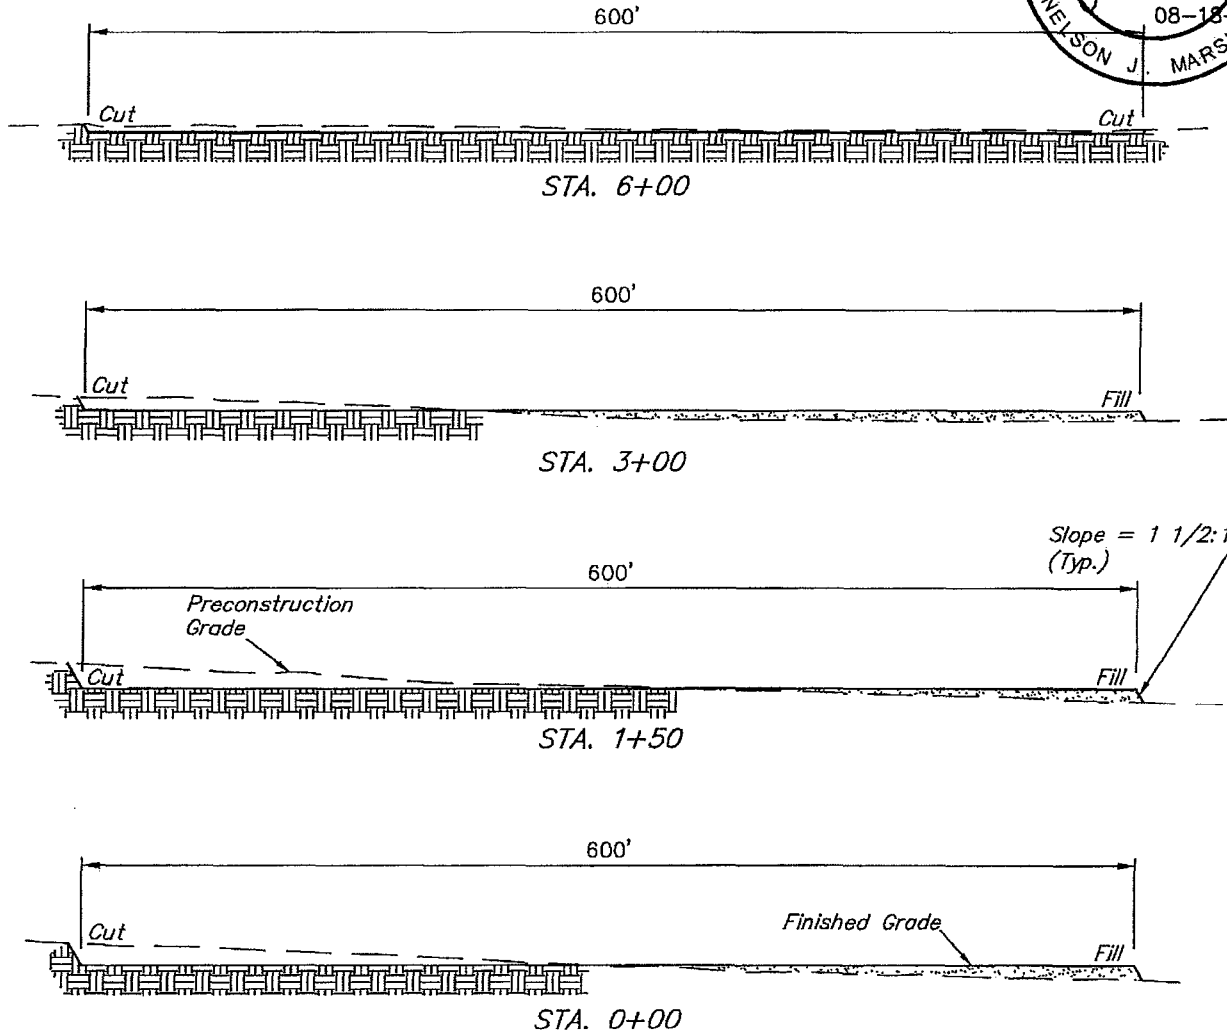 600'
08-18-
NELSON J. MARS
Cut
Cut
STA. 6+00
600'
Cut
Fill
STA. 3+00
Slope = 1 1/2:1
(Typ.)
600'
Preconstruction
Grade
Cut
Fill
STA. 1+50
600'
Cut
Finished Grade
Fill
STA. 0+00